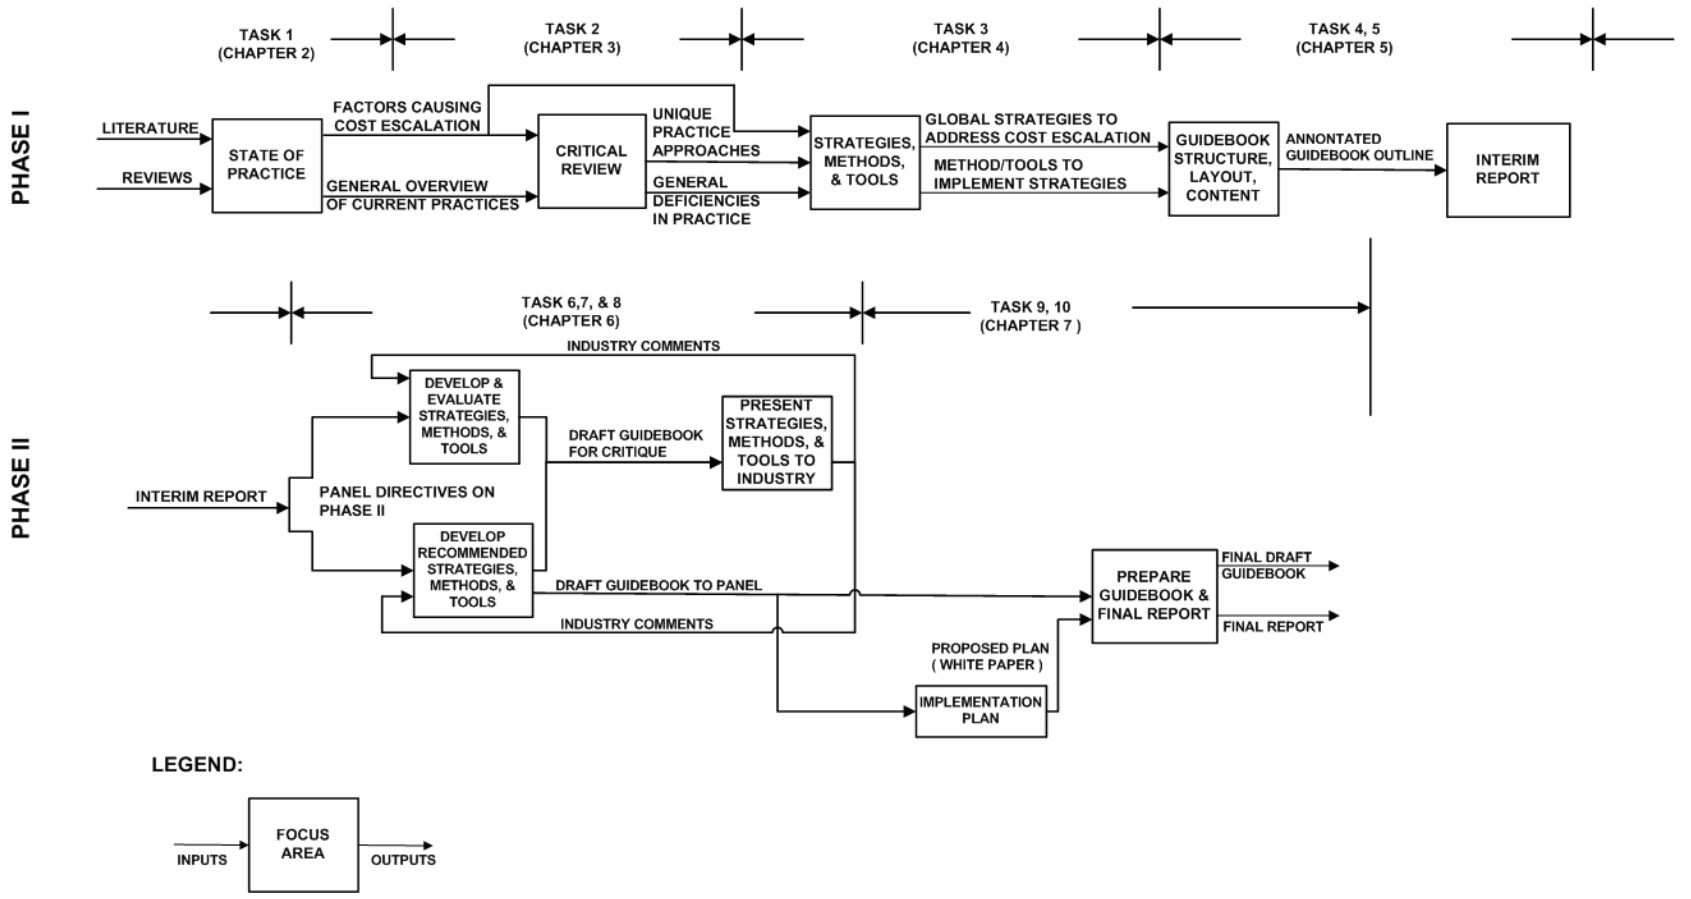 TASK 1
(CHAPTER 2)
TASK 2
(CHAPTER 3)
TASK 3
(CHAPTER 4)
TASK 4, 5
(CHAPTER 5)
PHASE I
LITERATURE
REVIEWS
STATE OF
PRACTICE
FACTORS CAUSING
COST ESCALATION
GENERAL OVERVIEW
OF CURRENT PRACTICES
CRITICAL
REVIEW
UNIQUE
PRACTICE
APPROACHES
GENERAL
DEFICIENCIES
IN PRACTICE
STRATEGIES,
METHODS,
& TOOLS
GLOBAL STRATEGIES TO
ADDRESS COST ESCALATION
METHOD/TOOLS TO
IMPLEMENT STRATEGIES
GUIDEBOOK
STRUCTURE,
LAYOUT,
CONTENT
ANNONTATED
GUIDEBOOK OUTLINE
INTERIM
REPORT
TASK 6,7, & 8
(CHAPTER 6)
TASK 9, 10
(CHAPTER 7 )
PHASE II
INDUSTRY COMMENTS
DEVELOP &
EVALUATE
STRATEGIES,
METHODS, &
TOOLS
INTERIM REPORT
PANEL DIRECTIVES ON
PHASE II
DRAFT GUIDEBOOK
FOR CRITIQUE
PRESENT
STRATEGIES,
METHODS, &
TOOLS TO
INDUSTRY
DEVELOP
RECOMMENDED
STRATEGIES,
METHODS, &
TOOLS
DRAFT GUIDEBOOK TO PANEL
INDUSTRY COMMENTS
PROPOSED PLAN
( WHITE PAPER )
IMPLEMENTATION
PLAN
PREPARE
GUIDEBOOK &
FINAL REPORT
FINAL DRAFT
GUIDEBOOK
FINAL REPORT
LEGEND:
INPUTS
FOCUS
AREA
OUTPUTS